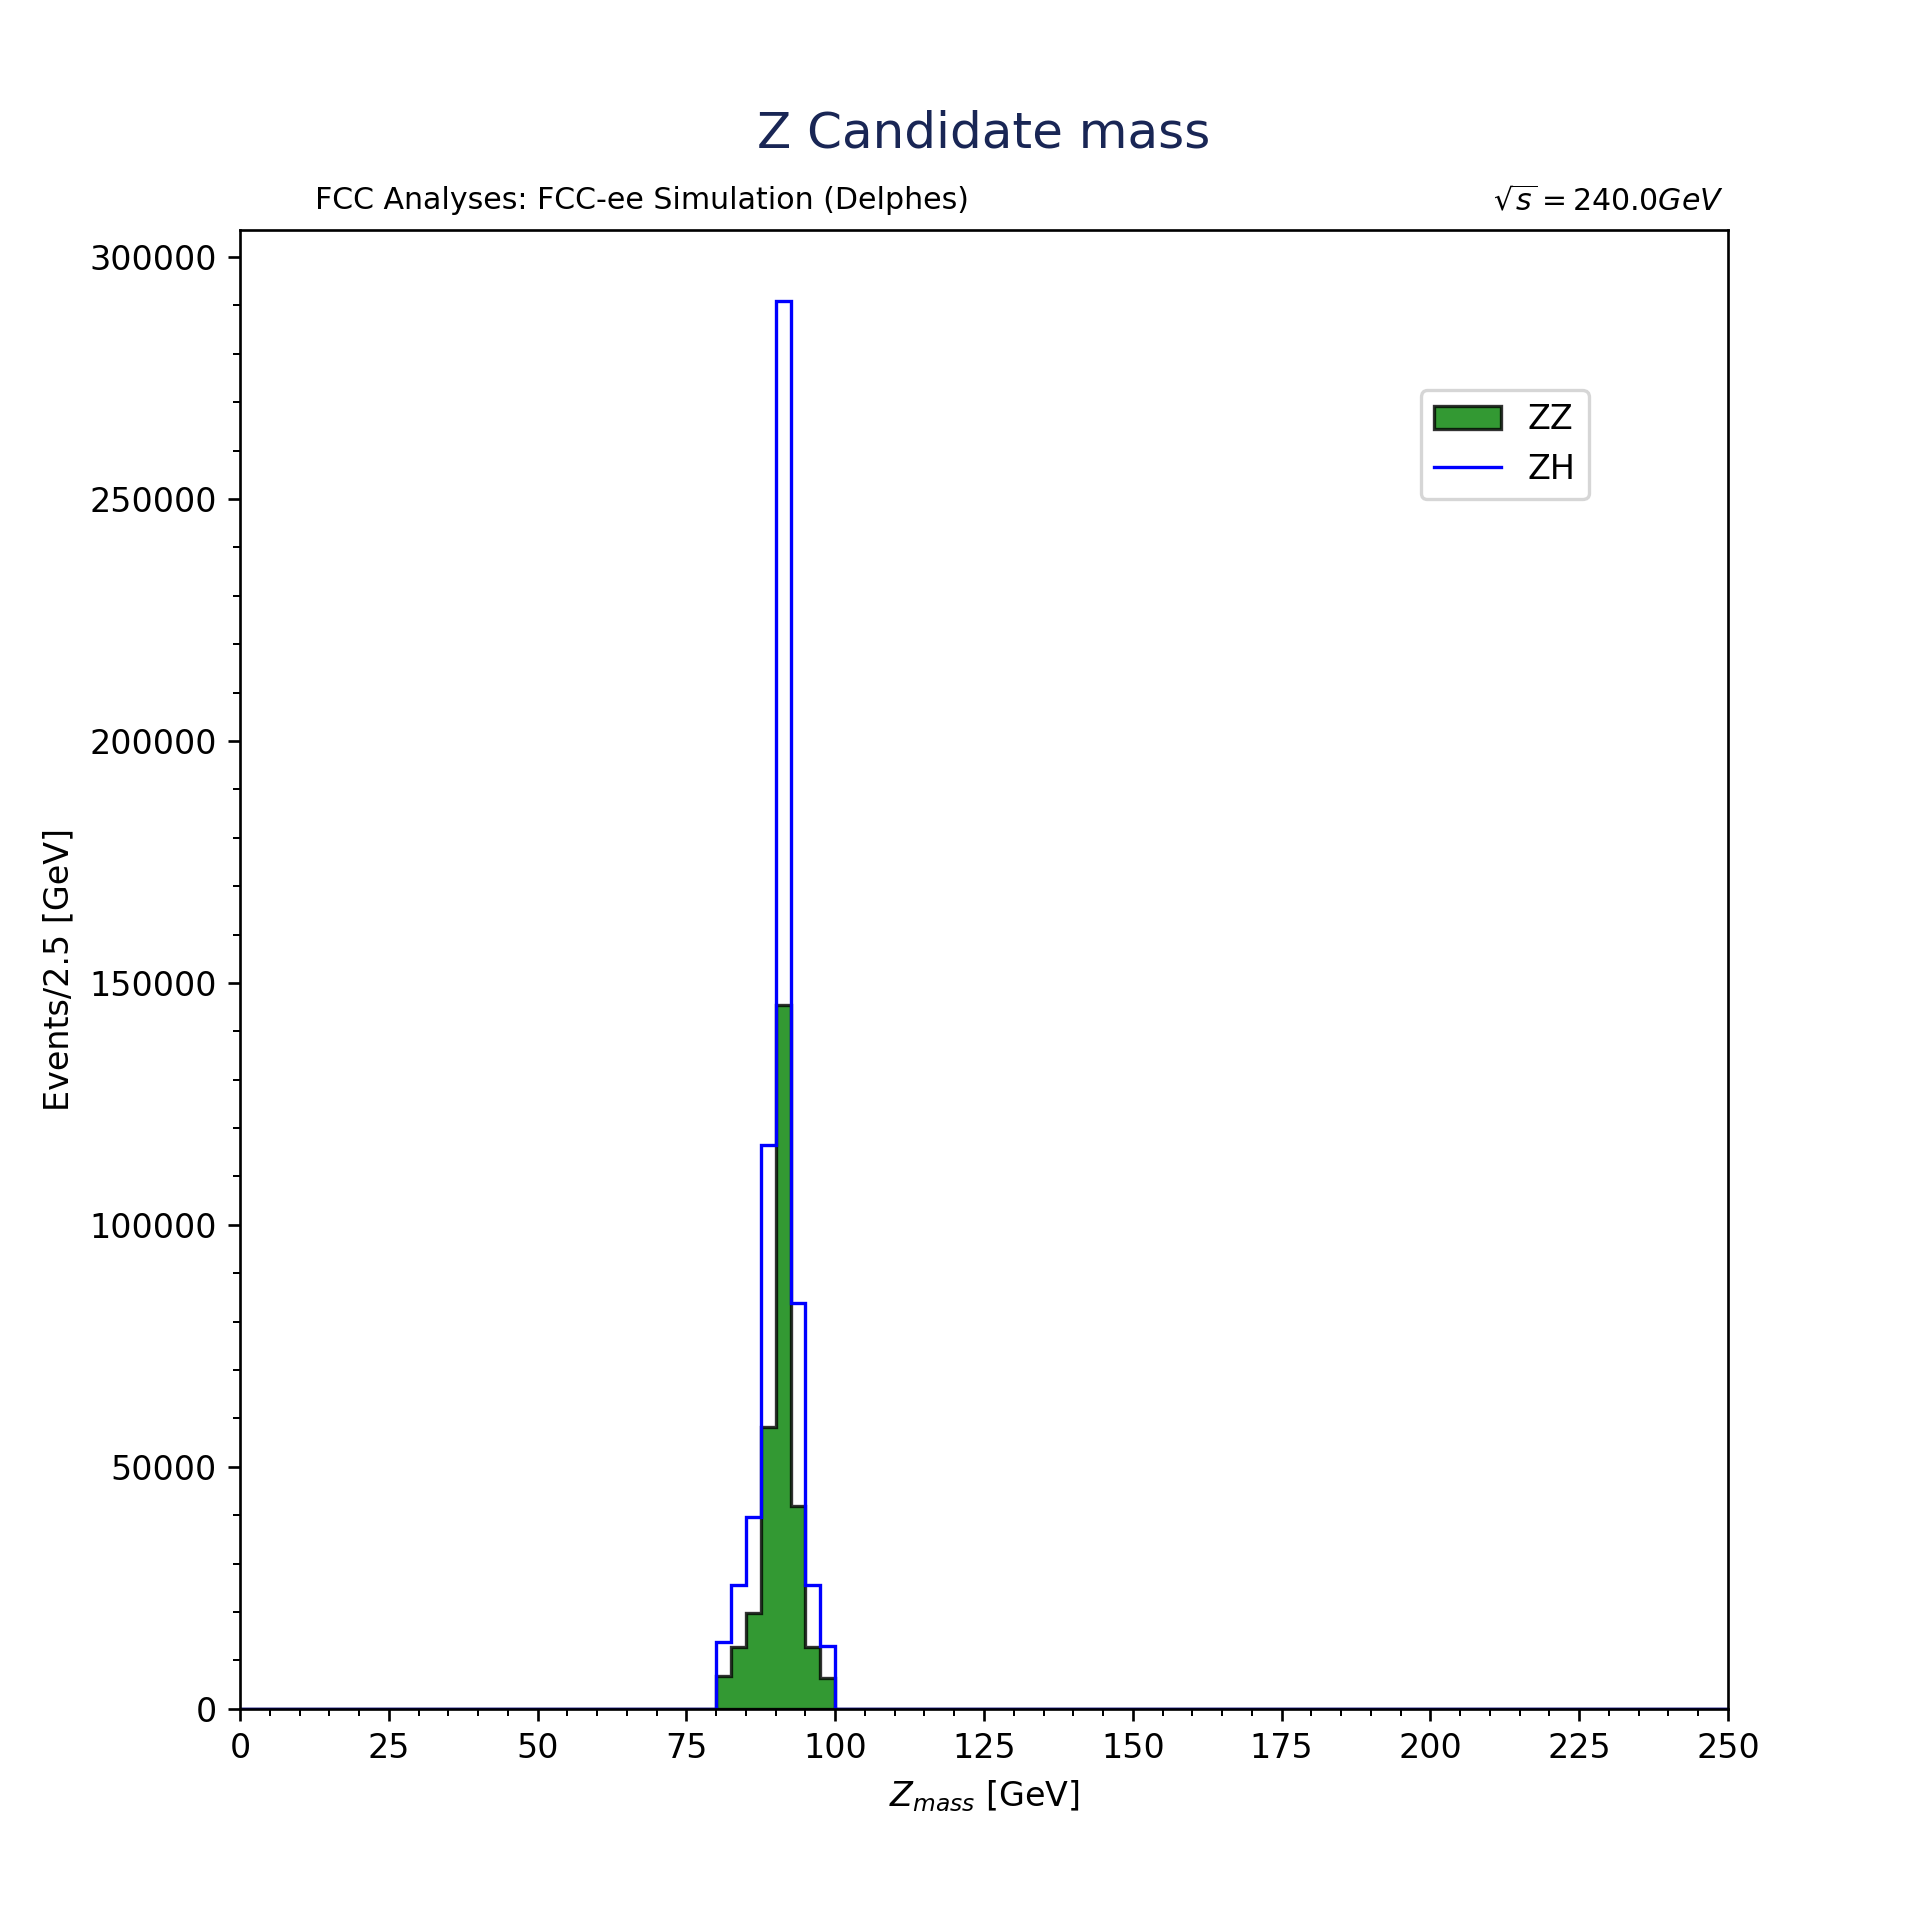 Z Candidate mass
FCC Analyses: FCC-ee Simulation (Delphes)
√s = 240.0GeV
300000
250000
200000
150000
100000
50000
0
Events/2.5 [GeV]
ZZ
ZH
0 25 50 75 100 125 150 175 200 225 250
Z_mass [GeV]